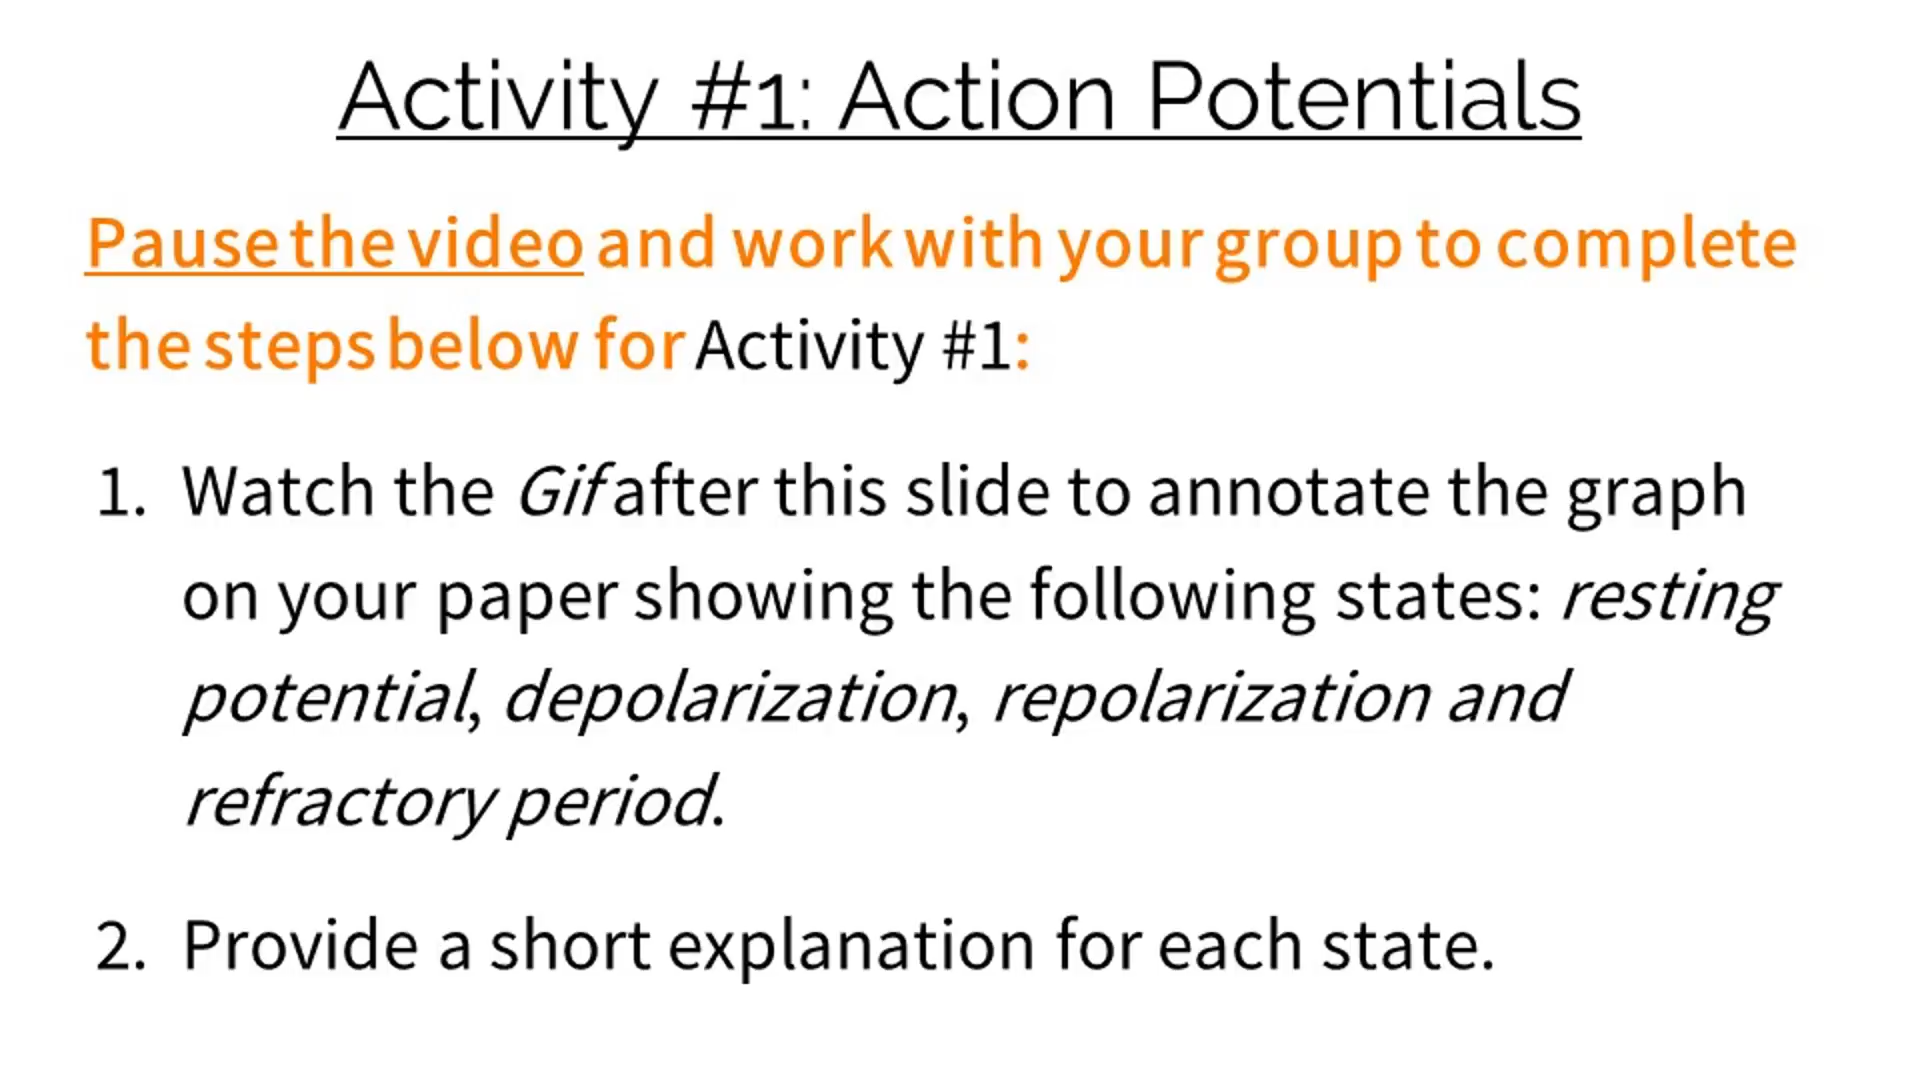 Activity #1: Action Potentials
Pause the video and work with your group to complete
the steps below for Activity #1:
1. Watch the Gif after this slide to annotate the graph
on your paper showing the following states: resting
potential, depolarization, repolarization and
refractory period.
2. Provide a short explanation for each state.